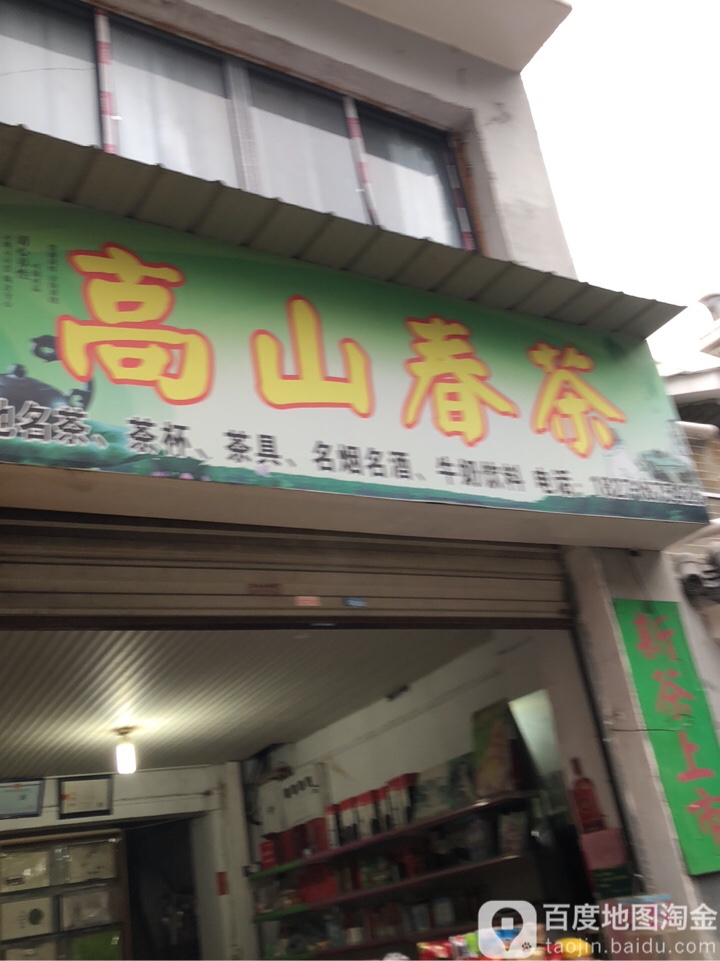 高山春茶
地名茶、茶杯、茶具、名烟名酒、牛奶饮料 电话:
新茶上市
百度地图淘金
taojin.baidu.com